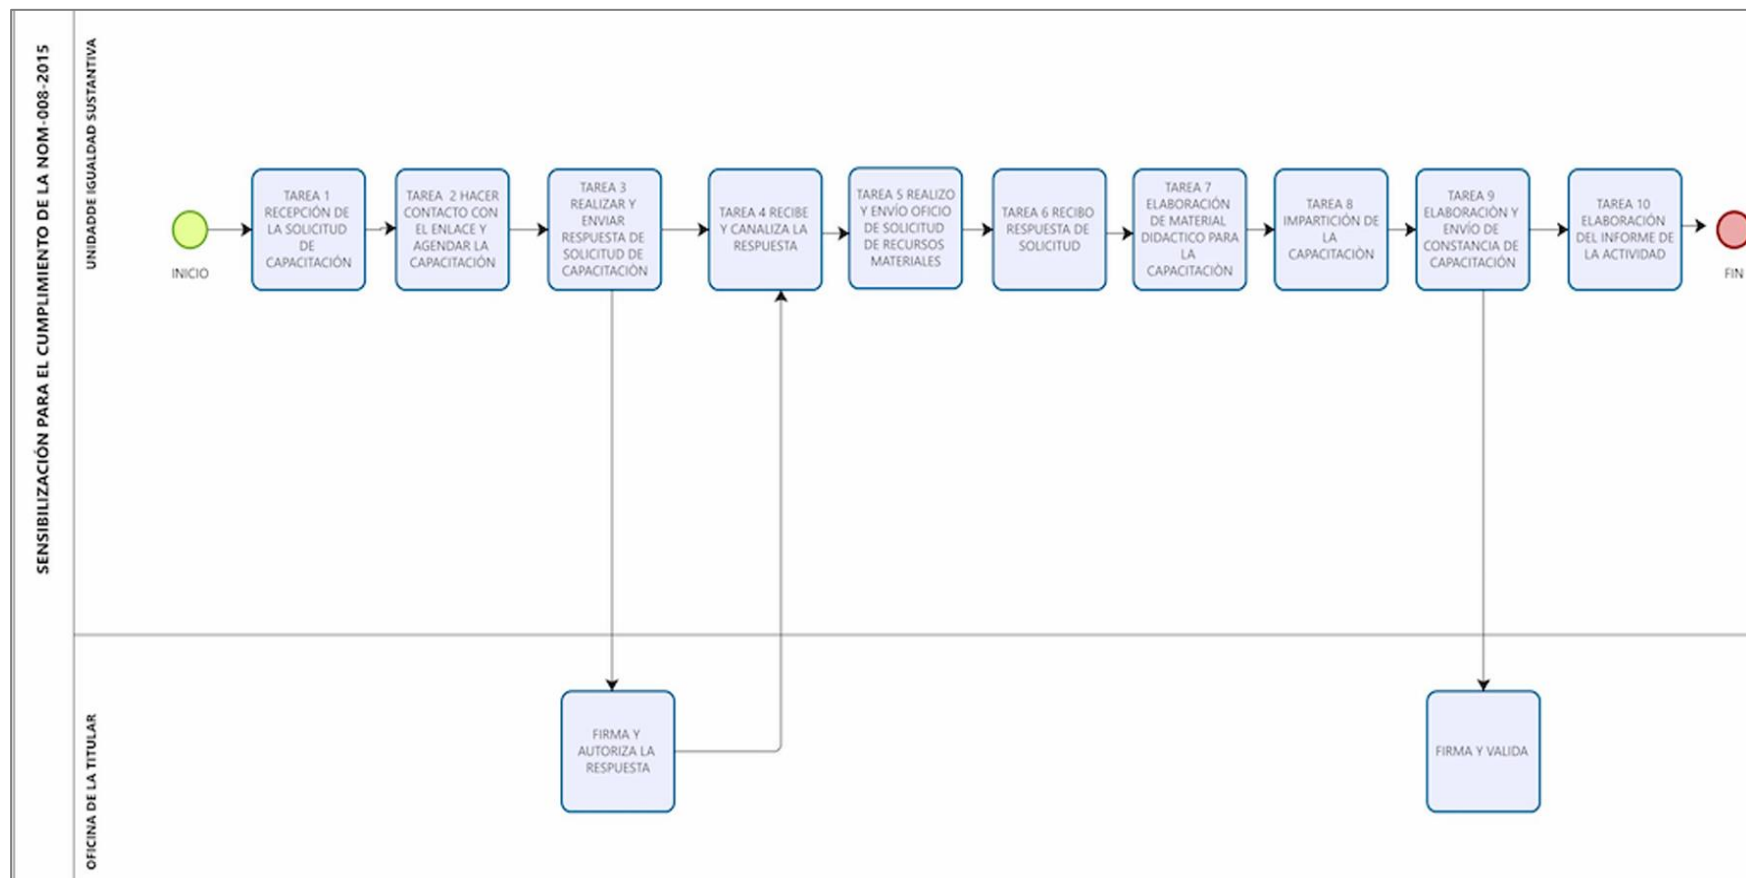 SENSIBILIZACIÓN PARA EL CUMPLIMIENTO DE LA NOM-008-2015
UNIDADDE IGUALDAD SUSTANTIVA
INICIO
TAREA 1
RECEPCIÓN DE
LA SOLICITUD
DE
CAPACITACIÓN
TAREA 2 HACER
CONTACTO CON
EL ENLACE Y
AGENDAR LA
CAPACITACIÓN
TAREA 3
REALIZAR Y
ENVIAR
RESPUESTA DE
SOLICITUD DE
CAPACITACIÒN
TAREA 4 RECIBE
Y CANALIZA LA
RESPUESTA
TAREA 5 REALIZO
Y ENVÍO OFICIO
DE SOLICITUD
DE RECURSOS
MATERIALES
TAREA 6 RECIBO
RESPUESTA DE
SOLICITUD
TAREA 7
ELABORACIÓN
DE MATERIAL
DIDACTICO PARA
LA
CAPACITACIÒN
TAREA 8
IMPARTICIÓN DE
LA
CAPACITACIÒN
TAREA 9
ELABORACIÓN Y
ENVÍO DE
CONSTANCIA DE
CAPACITACIÓN
TAREA 10
ELABORACIÓN
DEL INFORME DE
LA ACTIVIDAD
FIN
OFICINA DE LA TITULAR
FIRMA Y
AUTORIZA LA
RESPUESTA
FIRMA Y VALIDA